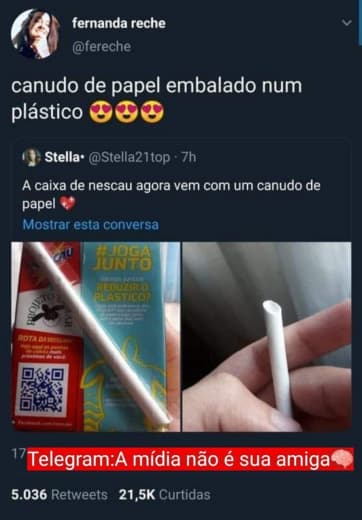 fernanda reche
@fereche
canudo de papel embalado num
plástico 😍😍😍
Stella• @Stella21top · 7h
A caixa de nescau agora vem com um canudo de
papel 💖
Mostrar esta conversa
#JOGA
JUNTO
REDUZIR O
PLÁSTICO?
ROTA DA
17
Telegram:A mídia não é sua amiga🧠
5.036 Retweets 21,5K Curtidas